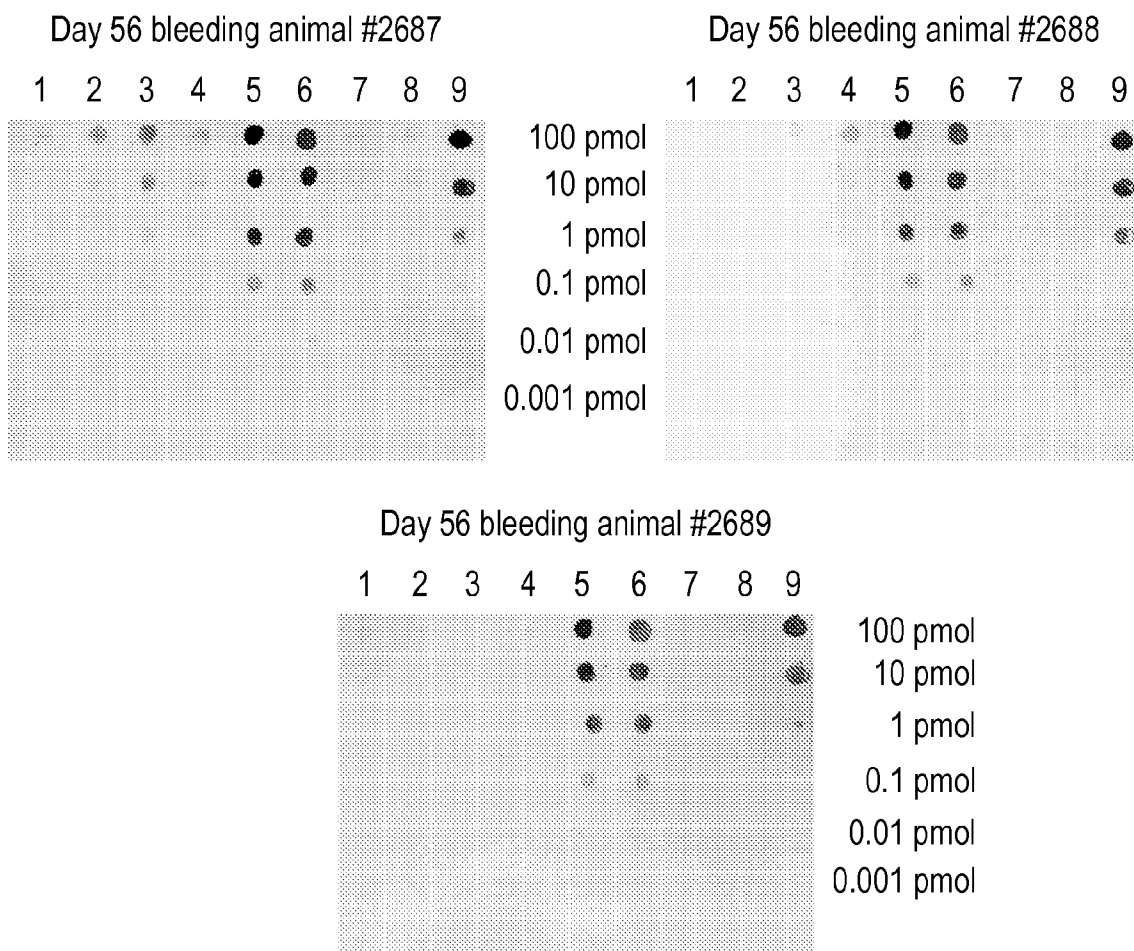 Day 56 bleeding animal #2687
1 2 3 4 5 6 7 8 9
100 pmol
10 pmol
1 pmol
0.1 pmol
0.01 pmol
0.001 pmol
Day 56 bleeding animal #2688
1 2 3 4 5 6 7 8 9
Day 56 bleeding animal #2689
1 2 3 4 5 6 7 8 9
100 pmol
10 pmol
1 pmol
0.1 pmol
0.01 pmol
0.001 pmol